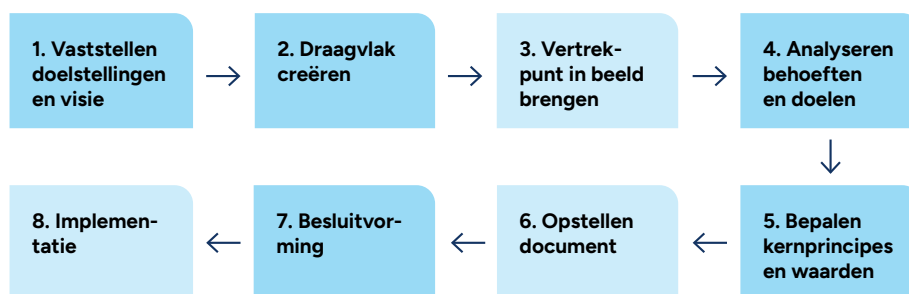 1. Vaststellen
doelstellingen
en visie
2. Draagvlak
creëren
3. Vertrek-
punt in beeld
brengen
4. Analyseren
behoeften
en doelen
5. Bepalen
kernprincipes
en waarden
6. Opstellen
document
7. Besluitvor-
ming
8. Implemen-
tatie